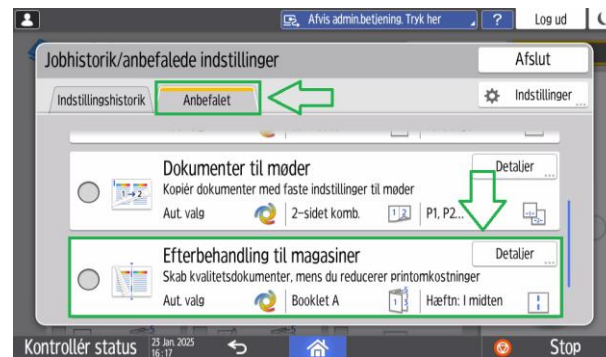 Afvis admin.betjening. Tryk her
?
Log ud
Jobhistorik/anbefalede indstillinger
Afslut
Indstillingshistorik
Anbefalet
Indstillinger
Dokumenter til møder
Detaljer
Kopiér dokumenter med faste indstillinger til møder
Aut. valg
2-sidet komb.
P1, P2...
Efterbehandling til magasiner
Detaljer
Skab kvalitetsdokumenter, mens du reducerer printomkostninger
Aut. valg
Booklet A
Hæftn: I midten
Kontrollér status
23 Jan. 2025
16:17
Stop